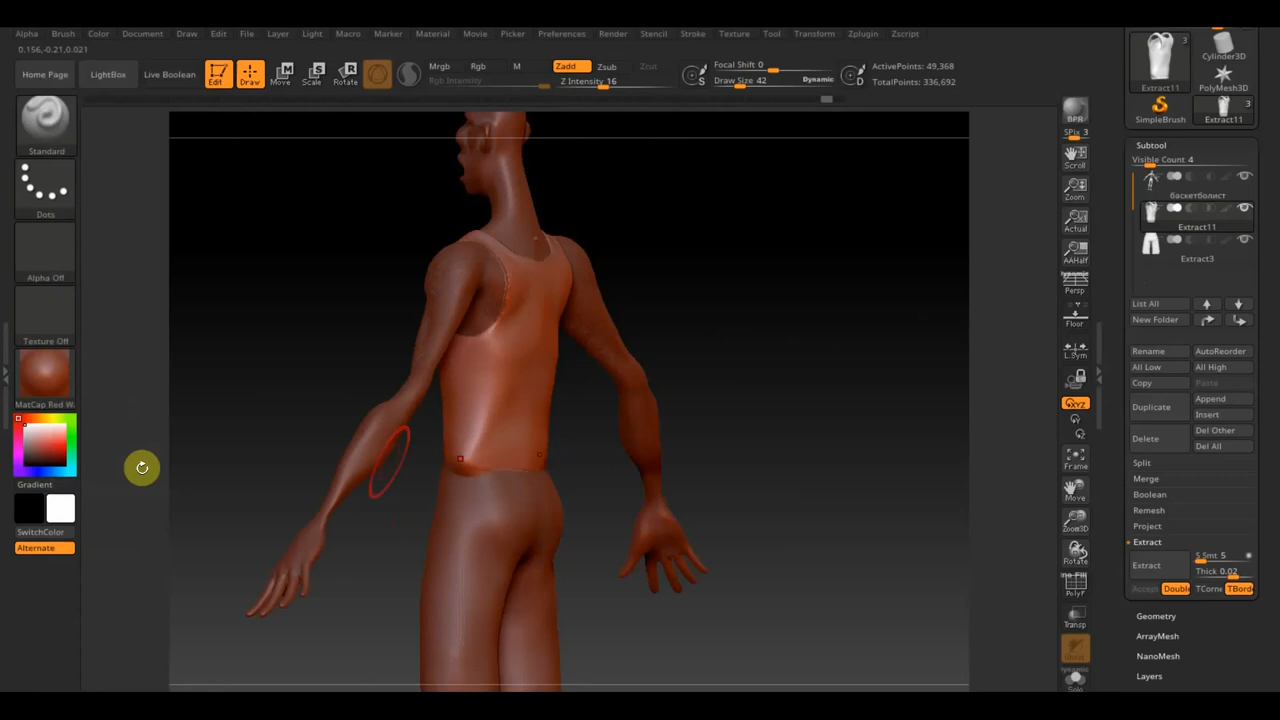 Alpha Brush Color Document Draw Edit File Layer Light Macro Marker Material Movie Picker Preferences Render Stencil Stroke Texture Tool Transform Zplugin Zscript
0.156,-0.21,0.021
Home Page
LightBox
Live Boolean
Edit
Draw
Move
Scale
Rotate
Mrgb Rgb M
Rgb Intensity
Zadd Zsub Zcut
Z Intensity 16
Focal Shift 0
Draw Size 42 Dynamic
ActivePoints: 49,368
TotalPoints: 336,692
Standard
Dots
Alpha Off
Texture Off
MatCap Red W
Gradient
SwitchColor
Alternate
BPR
SPix 3
Scroll
Zoom
Actual
AAHalf
Dynamic
Persp
Floor
L.Sym
XYZ
Frame
Move
Zoom3D
Rotate
Line Fill
PolyF
Transp
Dynamic
Solo
3
Extract11
Cylinder3D
PolyMesh3D
SimpleBrush
3
Extract11
Subtool
Visible Count 4
баскетболист
Extract11
Extract3
List All
New Folder
Rename AutoReorder
All Low All High
Copy Paste
Duplicate Append
Insert
Delete Del Other
Del All
Split
Merge
Boolean
Remesh
Project
Extract
Extract S Smt 5
Thick 0.02
Accept Double TCorne TBorde
Geometry
ArrayMesh
NanoMesh
Layers